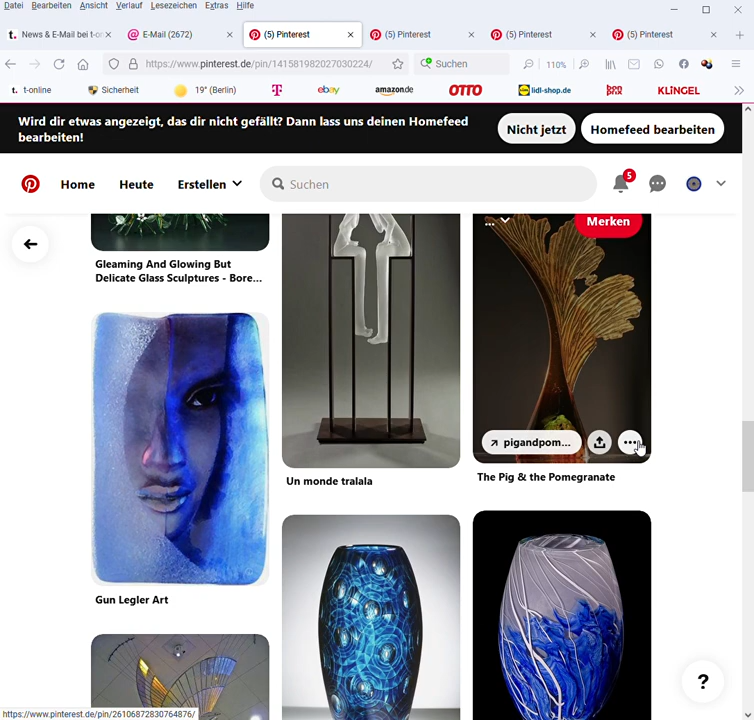 Datei Bearbeiten Ansicht Verlauf Lesezeichen Extras Hilfe
t. News & E-Mail bei t-on
@ E-Mail (2672)
(5) Pinterest
(5) Pinterest
(5) Pinterest
(5) Pinterest
https://www.pinterest.de/pin/141581982027030224/
Suchen
110%
t. t-online
Sicherheit
19° (Berlin)
T
ebay
amazon.de
OTTO
lidl-shop.de
bon prix
KLiNGEL
Wird dir etwas angezeigt, das dir nicht gefällt? Dann lass uns deinen Homefeed
bearbeiten!
Nicht jetzt
Homefeed bearbeiten
Home
Heute
Erstellen
Suchen
5
Gleaming And Glowing But
Delicate Glass Sculptures - Bore...
Gun Legler Art
Un monde tralala
...
Merken
pigandpom...
The Pig & the Pomegranate
?
https://www.pinterest.de/pin/26106872830764876/